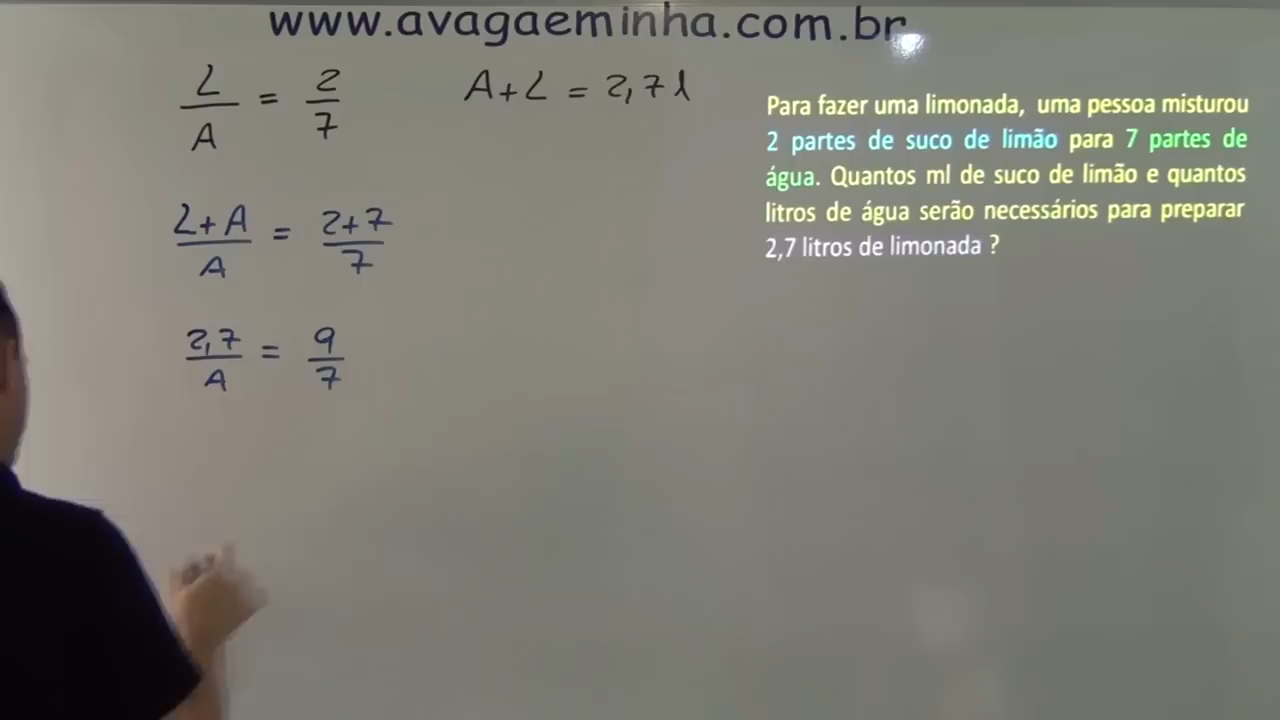 www.avagaeminha.com.br
L/A = 2/7
A+L = 2,7 l
L+A/A = 2+7/7
2,7/A = 9/7
Para fazer uma limonada, uma pessoa misturou
2 partes de suco de limão para 7 partes de
água. Quantos ml de suco de limão e quantos
litros de água serão necessários para preparar
2,7 litros de limonada ?